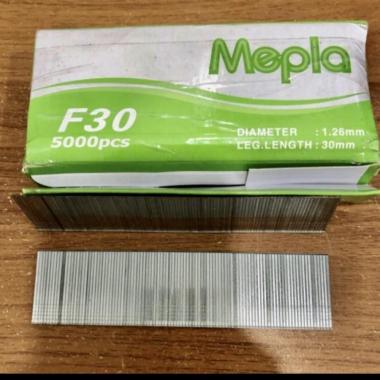 Mepla
F30
5000pcs
DIAMETER : 1.26mm
LEG.LENGTH : 30mm